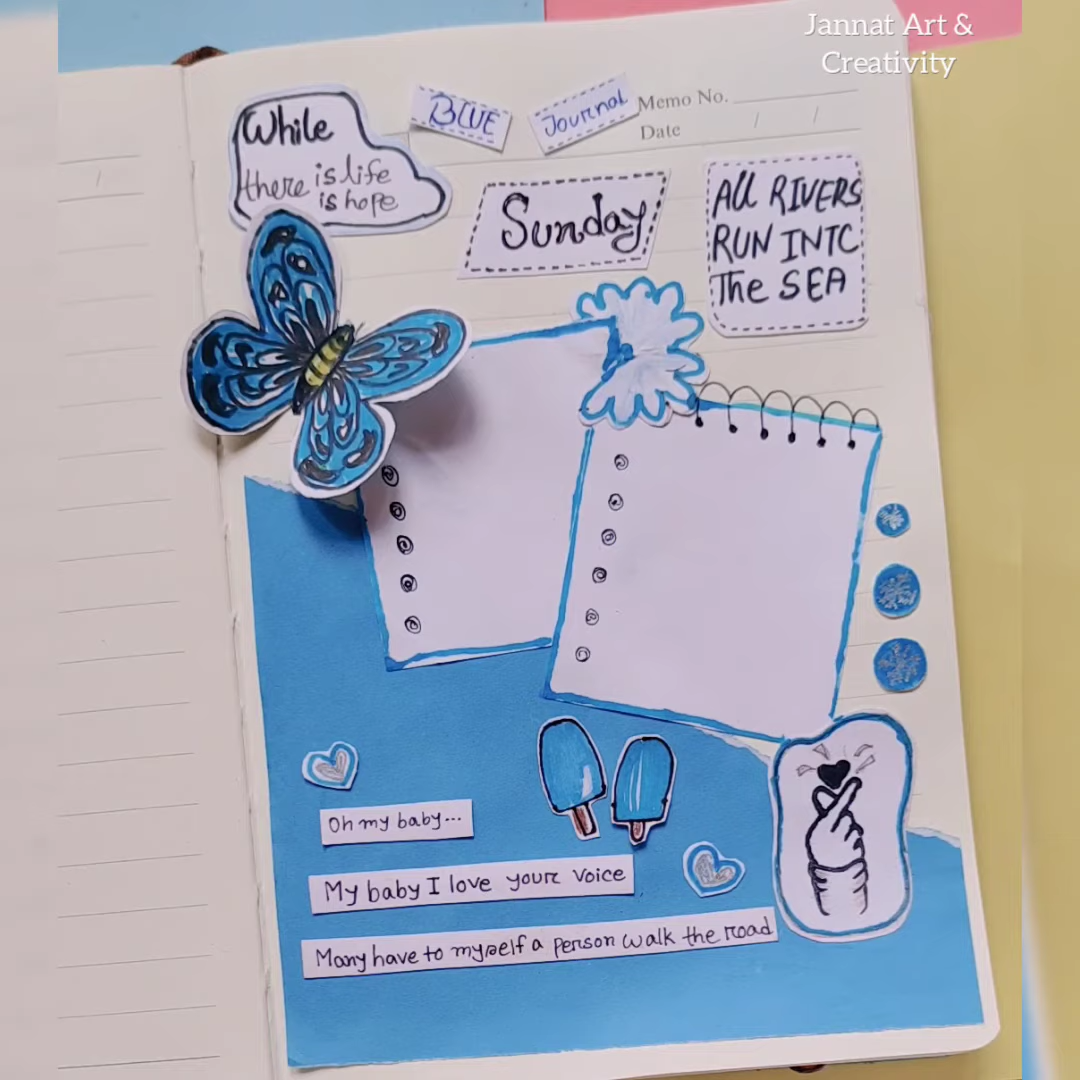 Jannat Art &
Creativity
While
there is life
is hope
BLUE
Journal
Memo No.
Date / /
Sunday
All RIVERS
RUN INTC
The SEA
Oh my baby...
My baby I love youre voice
Many have to myself a person walk the road